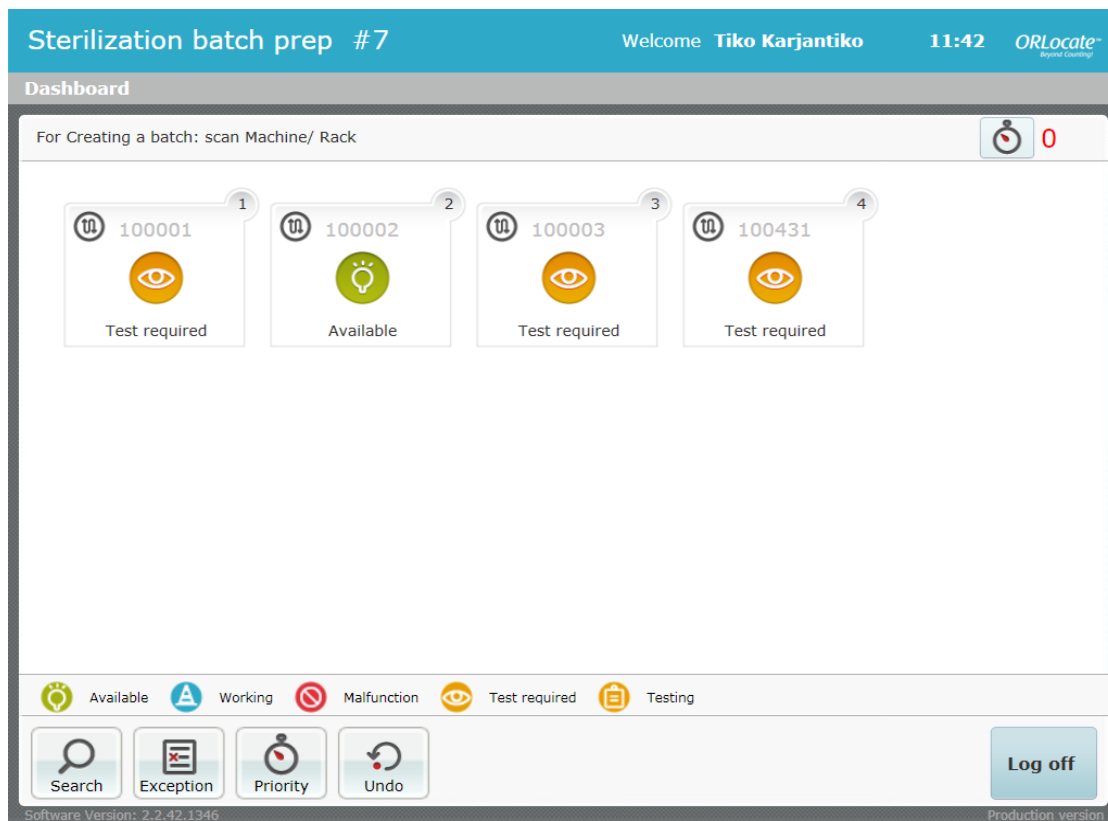 Sterilization batch prep #7 Welcome Tiko Karjantiko 11:42 ORLocate™
Beyond Counting!
Dashboard
For Creating a batch: scan Machine/ Rack 0
1 2 3 4
100001 100002 100003 100431
Test required Available Test required Test required
Available Working Malfunction Test required Testing
Search Exception Priority Undo Log off
Software Version: 2.2.42.1346 Production version